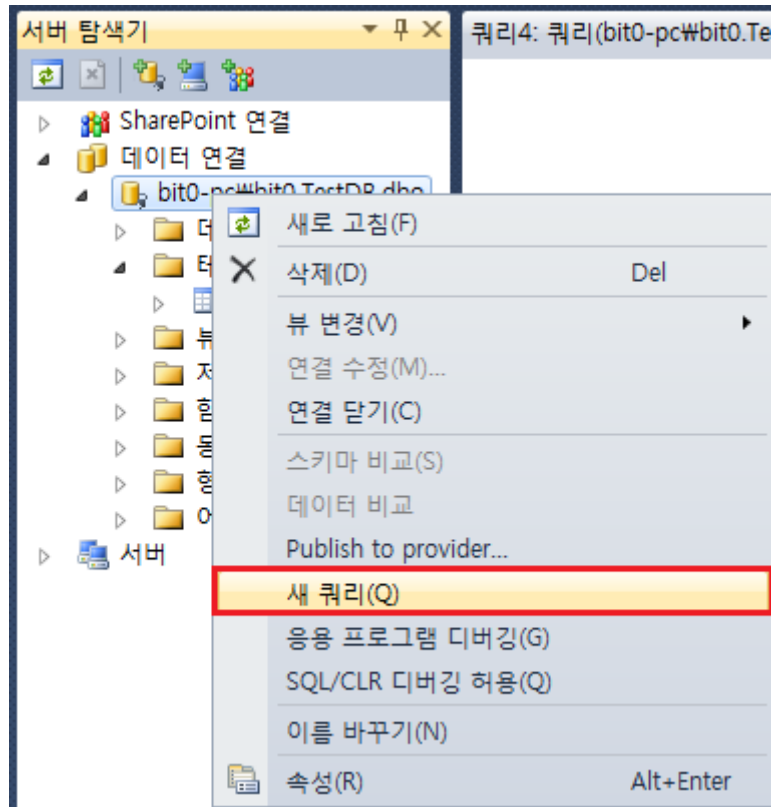 서버 탐색기
쿼리4: 쿼리(bit0-pc₩bit0.Te
SharePoint 연결
데이터 연결
bit0-pc₩bit0.TestDB.dbo
새로 고침(F)
삭제(D) Del
뷰 변경(V)
연결 수정(M)...
연결 닫기(C)
스키마 비교(S)
데이터 비교
Publish to provider...
새 쿼리(Q)
응용 프로그램 디버깅(G)
SQL/CLR 디버깅 허용(Q)
이름 바꾸기(N)
속성(R) Alt+Enter
서버